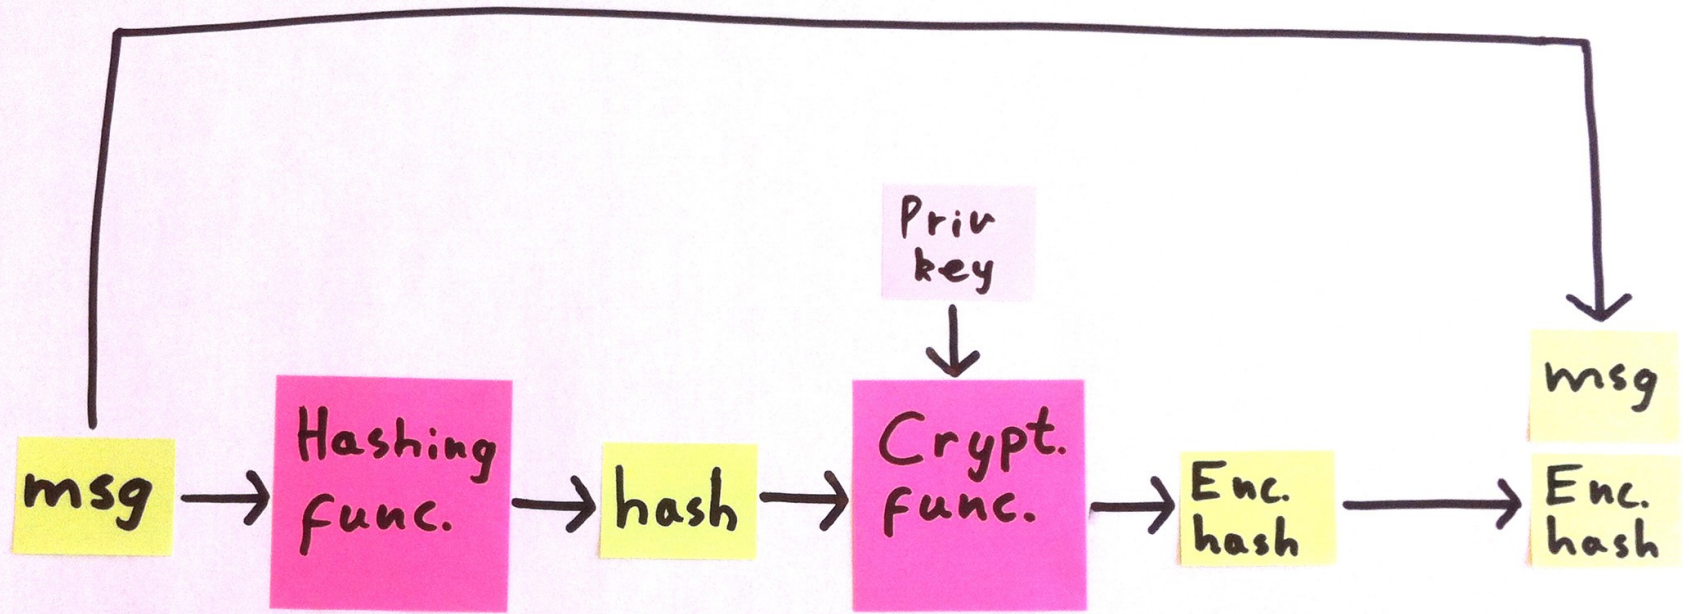 Priv
key
msg
msg
Hashing
func.
hash
Crypt.
func.
Enc.
hash
Enc.
hash